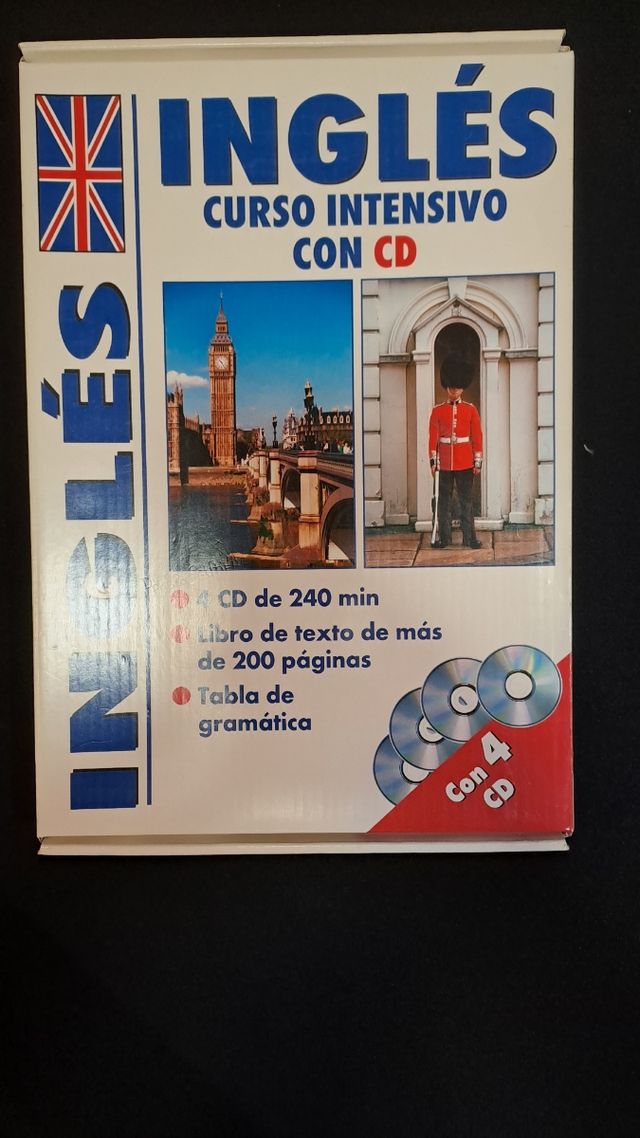 INGLÉS
INGLÉS
CURSO INTENSIVO
CON CD
4 CD de 240 min
Libro de texto de más
de 200 páginas
Tabla de
gramática
Con 4
CD